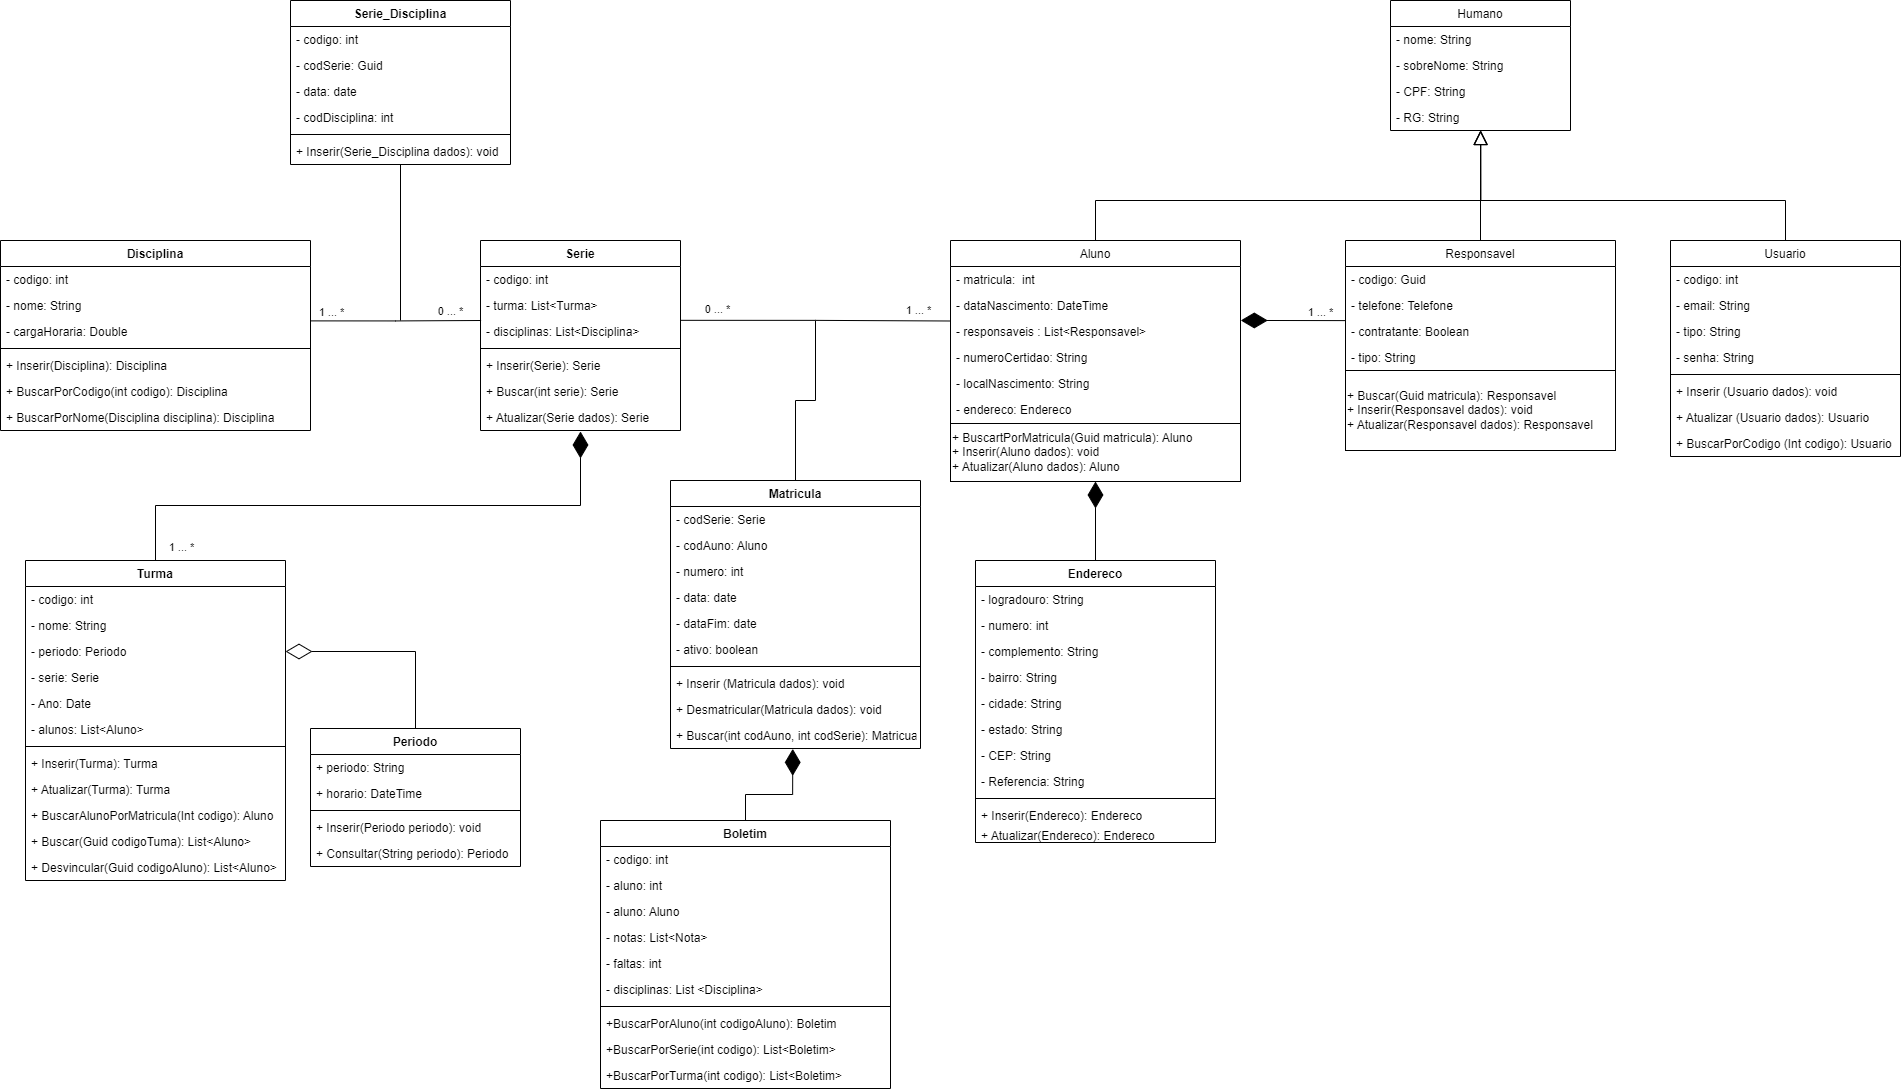 Serie_Disciplina
- codigo: int
- codSerie: Guid
- data: date
- codDisciplina: int
+ Inserir(Serie_Disciplina dados): void
Humano
- nome: String
- sobreNome: String
- CPF: String
- RG: String
Disciplina
- codigo: int
- nome: String
- cargaHoraria: Double
+ Inserir(Disciplina): Disciplina
+ BuscarPorCodigo(int codigo): Disciplina
+ BuscarPorNome(Disciplina disciplina): Disciplina
1 ... *
0 ... *
Serie
- codigo: int
- turma: List<Turma>
- disciplinas: List<Disciplina>
+ Inserir(Serie): Serie
+ Buscar(int serie): Serie
+ Atualizar(Serie dados): Serie
0 ... *
1 ... *
Aluno
- matricula:  int
- dataNascimento: DateTime
- responsaveis : List<Responsavel>
- numeroCertidao: String
- localNascimento: String
- endereco: Endereco
+ BuscartPorMatricula(Guid matricula): Aluno
+ Inserir(Aluno dados): void
+ Atualizar(Aluno dados): Aluno
1 ... *
Responsavel
- codigo: Guid
- telefone: Telefone
- contratante: Boolean
- tipo: String
+ Buscar(Guid matricula): Responsavel
+ Inserir(Responsavel dados): void
+ Atualizar(Responsavel dados): Responsavel
Usuario
- codigo: int
- email: String
- tipo: String
- senha: String
+ Inserir (Usuario dados): void
+ Atualizar (Usuario dados): Usuario
+ BuscarPorCodigo (Int codigo): Usuario
1 ... *
Turma
- codigo: int
- nome: String
- periodo: Periodo
- serie: Serie
- Ano: Date
- alunos: List<Aluno>
+ Inserir(Turma): Turma
+ Atualizar(Turma): Turma
+ BuscarAlunoPorMatricula(Int codigo): Aluno
+ Buscar(Guid codigoTuma): List<Aluno>
+ Desvincular(Guid codigoAluno): List<Aluno>
Periodo
+ periodo: String
+ horario: DateTime
+ Inserir(Periodo periodo): void
+ Consultar(String periodo): Periodo
Matricula
- codSerie: Serie
- codAuno: Aluno
- numero: int
- data: date
- dataFim: date
- ativo: boolean
+ Inserir (Matricula dados): void
+ Desmatricular(Matricula dados): void
+ Buscar(int codAuno, int codSerie): Matricua
Endereco
- logradouro: String
- numero: int
- complemento: String
- bairro: String
- cidade: String
- estado: String
- CEP: String
- Referencia: String
+ Inserir(Endereco): Endereco
+ Atualizar(Endereco): Endereco
Boletim
- codigo: int
- aluno: int
- aluno: Aluno
- notas: List<Nota>
- faltas: int
- disciplinas: List <Disciplina>
+BuscarPorAluno(int codigoAluno): Boletim
+BuscarPorSerie(int codigo): List<Boletim>
+BuscarPorTurma(int codigo): List<Boletim>